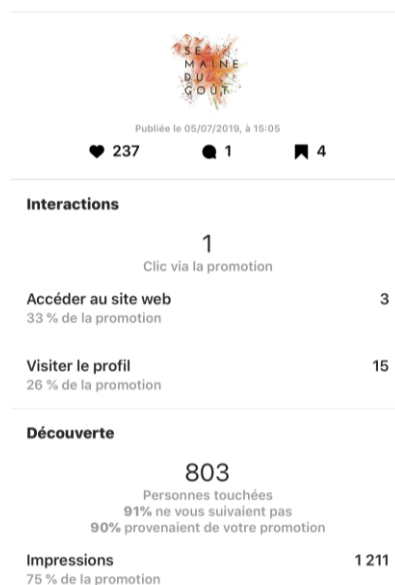 SE
MAINE
DU
GOÛT
Publiée le 05/07/2019, à 15:05
237 1 4
Interactions
1
Clic via la promotion
Accéder au site web 3
33 % de la promotion
Visiter le profil 15
26 % de la promotion
Découverte
803
Personnes touchées
91% ne vous suivaient pas
90% provenaient de votre promotion
Impressions 1 211
75 % de la promotion